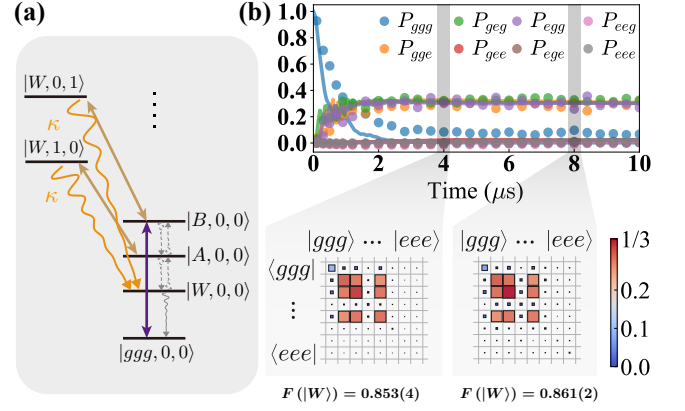 (a)
|W, 0, 1⟩
κ
|W, 1, 0⟩
κ
|B, 0, 0⟩
|A, 0, 0⟩
|W, 0, 0⟩
|ggg, 0, 0⟩
(b)
1.0
0.8
0.6
0.4
0.2
0.0
P_ggg P_geg P_egg P_eeg
P_gge P_gee P_ege P_eee
0 2 4 6 8 10
Time (μs)
|ggg⟩ ··· |eee⟩
|ggg⟩ ··· |eee⟩
⟨ggg|
⋮
⟨eee|
1/3
0.2
0.1
0.0
F(|W⟩) = 0.853(4)
F(|W⟩) = 0.861(2)